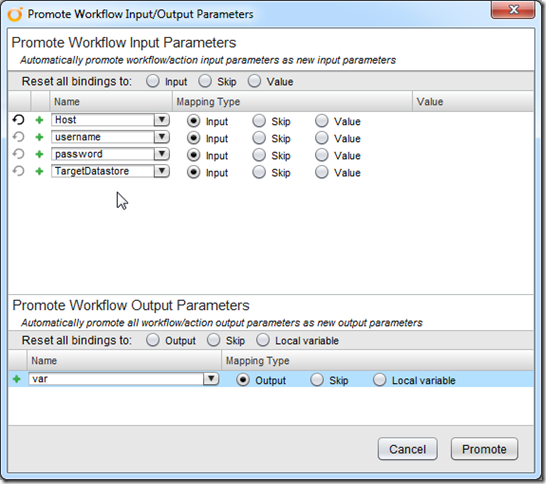 Promote Workflow Input/Output Parameters
Promote Workflow Input Parameters
Automatically promote workflow/action input parameters as new input parameters
Reset all bindings to: Input Skip Value
Name Mapping Type Value
Host Input Skip Value
username Input Skip Value
password Input Skip Value
TargetDatastore Input Skip Value
Promote Workflow Output Parameters
Automatically promote all workflow/action output parameters as new output parameters
Reset all bindings to: Output Skip Local variable
Name Mapping Type
var Output Skip Local variable
Cancel Promote